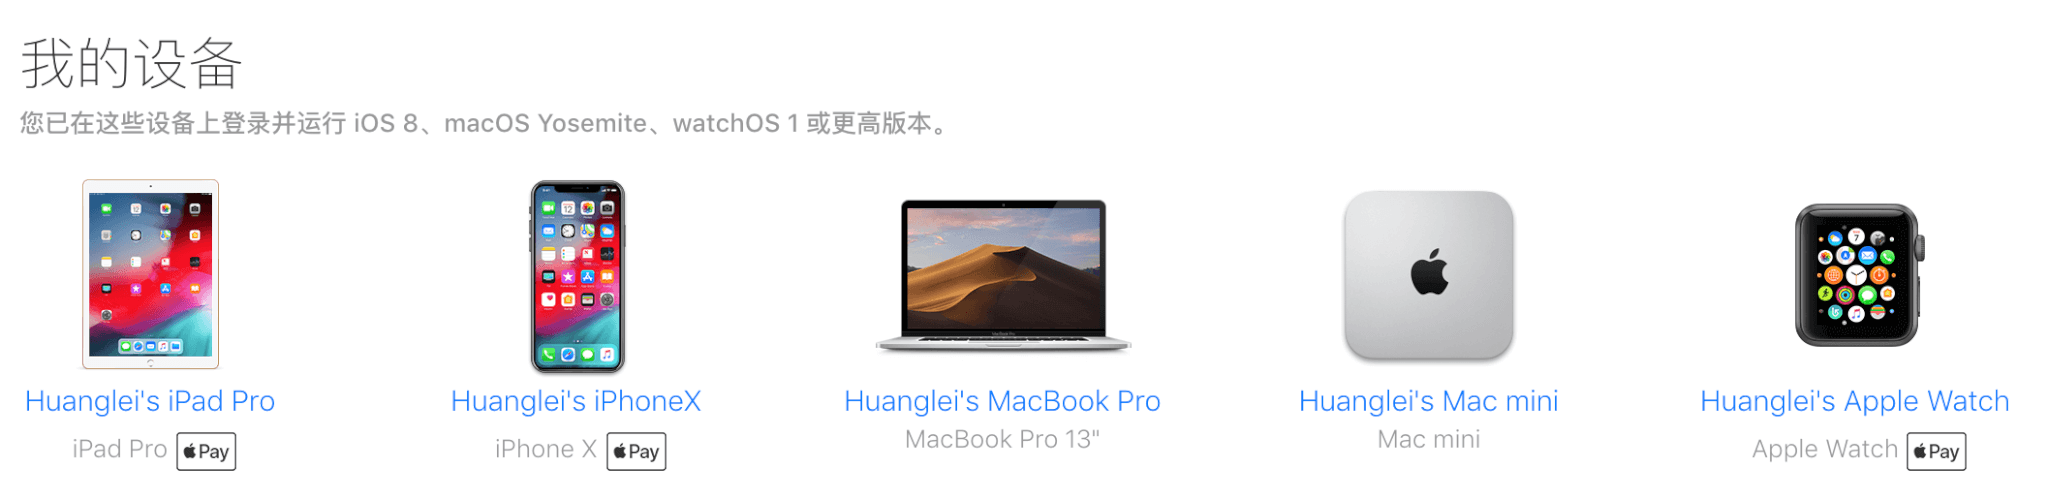 我的设备
您已在这些设备上登录并运行 iOS 8、macOS Yosemite、watchOS 1 或更高版本。
Huanglei's iPad Pro
iPad Pro Pay
Huanglei's iPhoneX
iPhone X Pay
Huanglei's MacBook Pro
MacBook Pro 13"
Huanglei's Mac mini
Mac mini
Huanglei's Apple Watch
Apple Watch Pay